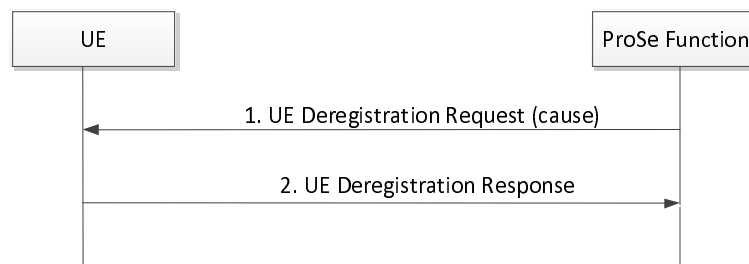 UE
ProSe Function
1. UE Deregistration Request (cause)
2. UE Deregistration Response